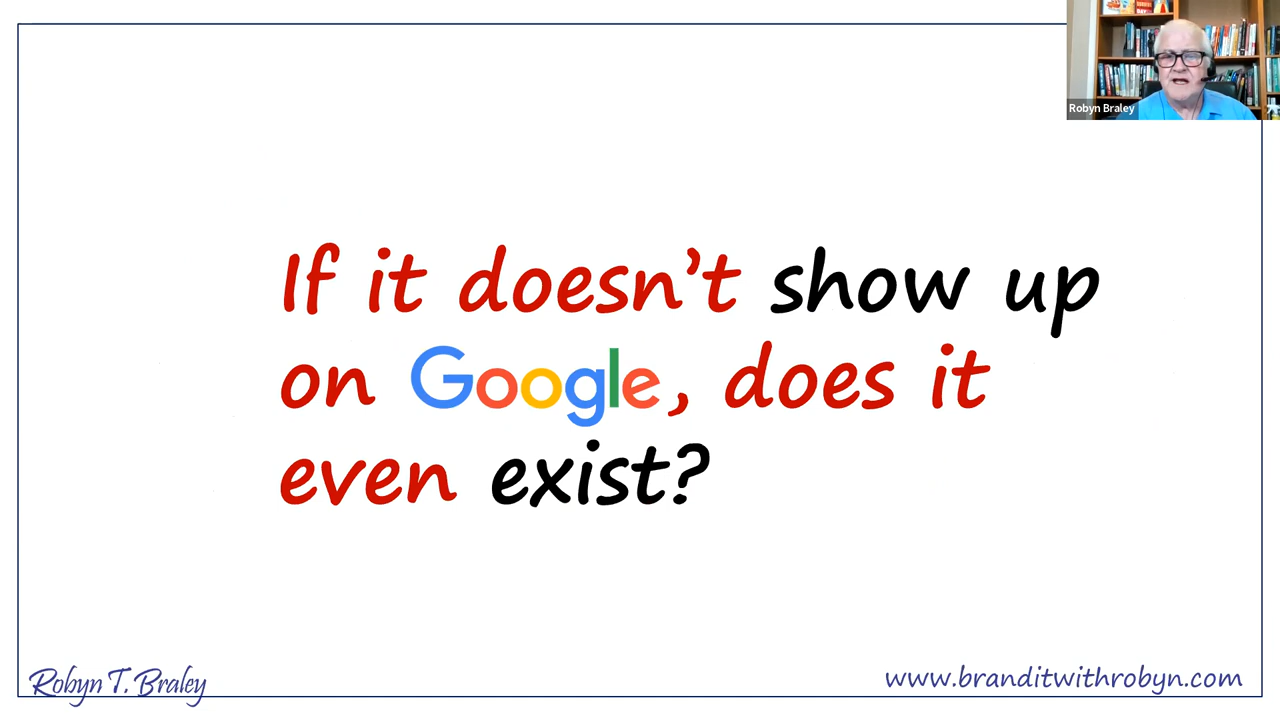 Robyn Braley
If it doesn’t show up
on Google, does it
even exist?
Robyn T. Braley
www.branditwithrobyn.com